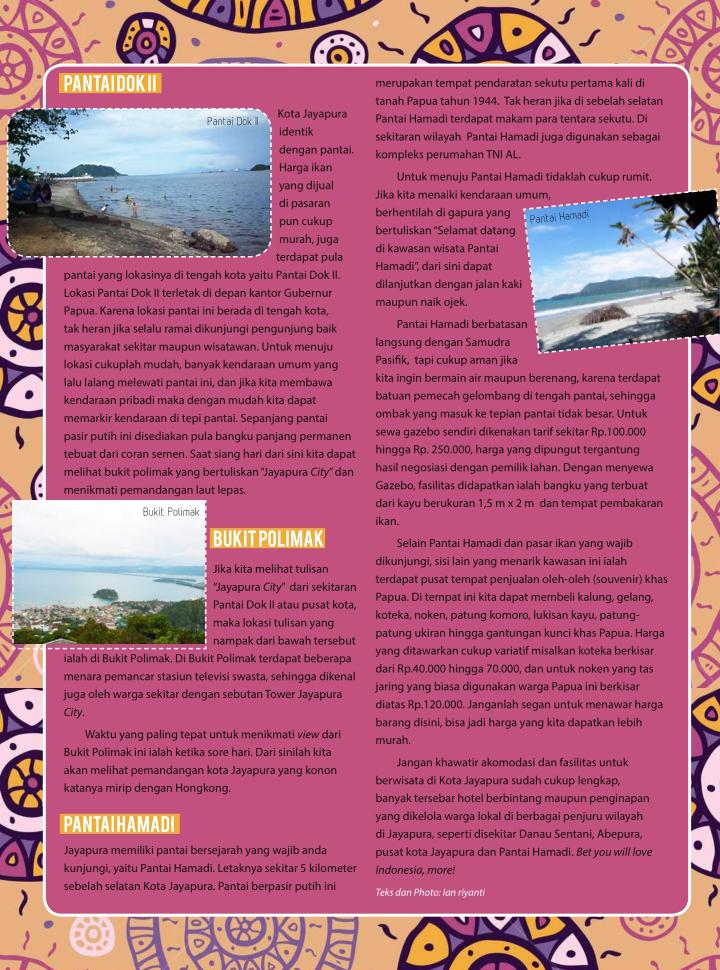 PANTAI DOK II
Pantai Dok II
Kota Jayapura
identik
dengan pantai.
Harga ikan
yang dijual
di pasaran
pun cukup
murah, juga
terdapat pula
pantai yang lokasinya di tengah kota yaitu Pantai Dok II.
Lokasi Pantai Dok II terletak di depan kantor Gubernur
Papua. Karena lokasi pantai ini berada di tengah kota,
tak heran jika selalu ramai dikunjungi pengunjung baik
masyarakat sekitar maupun wisatawan. Untuk menuju
lokasi cukuplah mudah, banyak kendaraan umum yang
lalu lalang melewati pantai ini, dan jika kita membawa
kendaraan pribadi maka dengan mudah kita dapat
memarkir kendaraan di tepi pantai. Sepanjang pantai
pasir putih ini disediakan pula bangku panjang permanen
tebuat dari coran semen. Saat siang hari dari sini kita dapat
melihat bukit polimak yang bertuliskan "Jayapura City" dan
menikmati pemandangan laut lepas.
Bukit Polimak
BUKIT POLIMAK
Jika kita melihat tulisan
"Jayapura City" dari sekitaran
Pantai Dok II atau pusat kota,
maka lokasi tulisan yang
nampak dari bawah tersebut
ialah di Bukit Polimak. Di Bukit Polimak terdapat beberapa
menara pemancar stasiun televisi swasta, sehingga dikenal
juga oleh warga sekitar dengan sebutan Tower Jayapura
City.
Waktu yang paling tepat untuk menikmati view dari
Bukit Polimak ini ialah ketika sore hari. Dari sinilah kita
akan melihat pemandangan kota Jayapura yang konon
katanya mirip dengan Hongkong.
PANTAI HAMADI
Jayapura memiliki pantai bersejarah yang wajib anda
kunjungi, yaitu Pantai Hamadi. Letaknya sekitar 5 kilometer
sebelah selatan Kota Jayapura. Pantai berpasir putih ini
merupakan tempat pendaratan sekutu pertama kali di
tanah Papua tahun 1944. Tak heran jika di sebelah selatan
Pantai Hamadi terdapat makam para tentara sekutu. Di
sekitaran wilayah Pantai Hamadi juga digunakan sebagai
kompleks perumahan TNI AL.
Untuk menuju Pantai Hamadi tidaklah cukup rumit.
Jika kita menaiki kendaraan umum,
berhentilah di gapura yang
bertuliskan "Selamat datang
di kawasan wisata Pantai
Hamadi", dari sini dapat
dilanjutkan dengan jalan kaki
maupun naik ojek.
Pantai Hamadi
Pantai Hamadi berbatasan
langsung dengan Samudra
Pasifik, tapi cukup aman jika
kita ingin bermain air maupun berenang, karena terdapat
batuan pemecah gelombang di tengah pantai, sehingga
ombak yang masuk ke tepian pantai tidak besar. Untuk
sewa gazebo sendiri dikenakan tarif sekitar Rp.100.000
hingga Rp. 250.000, harga yang dipungut tergantung
hasil negosiasi dengan pemilik lahan. Dengan menyewa
Gazebo, fasilitas didapatkan ialah bangku yang terbuat
dari kayu berukuran 1,5 m x 2 m dan tempat pembakaran
ikan.
Selain Pantai Hamadi dan pasar ikan yang wajib
dikunjungi, sisi lain yang menarik kawasan ini ialah
terdapat pusat tempat penjualan oleh-oleh (souvenir) khas
Papua. Di tempat ini kita dapat membeli kalung, gelang,
koteka, noken, patung komoro, lukisan kayu, patung-
patung ukiran hingga gantungan kunci khas Papua. Harga
yang ditawarkan cukup variatif misalkan koteka berkisar
dari Rp.40.000 hingga 70.000, dan untuk noken yang tas
jaring yang biasa digunakan warga Papua ini berkisar
diatas Rp.120.000. Janganlah segan untuk menawar harga
barang disini, bisa jadi harga yang kita dapatkan lebih
murah.
Jangan khawatir akomodasi dan fasilitas untuk
berwisata di Kota Jayapura sudah cukup lengkap,
banyak tersebar hotel berbintang maupun penginapan
yang dikelola warga lokal di berbagai penjuru wilayah
di Jayapura, seperti disekitar Danau Sentani, Abepura,
pusat kota Jayapura dan Pantai Hamadi. Bet you will love
Indonesia, more!
Teks dan Photo: Ian riyanti